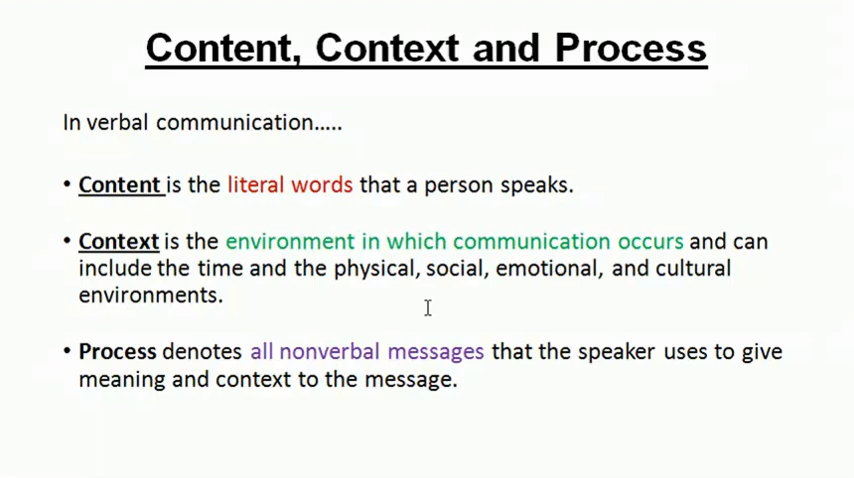 Content, Context and Process
In verbal communication…..
• Content is the literal words that a person speaks.
• Context is the environment in which communication occurs and can
include the time and the physical, social, emotional, and cultural
environments.
• Process denotes all nonverbal messages that the speaker uses to give
meaning and context to the message.